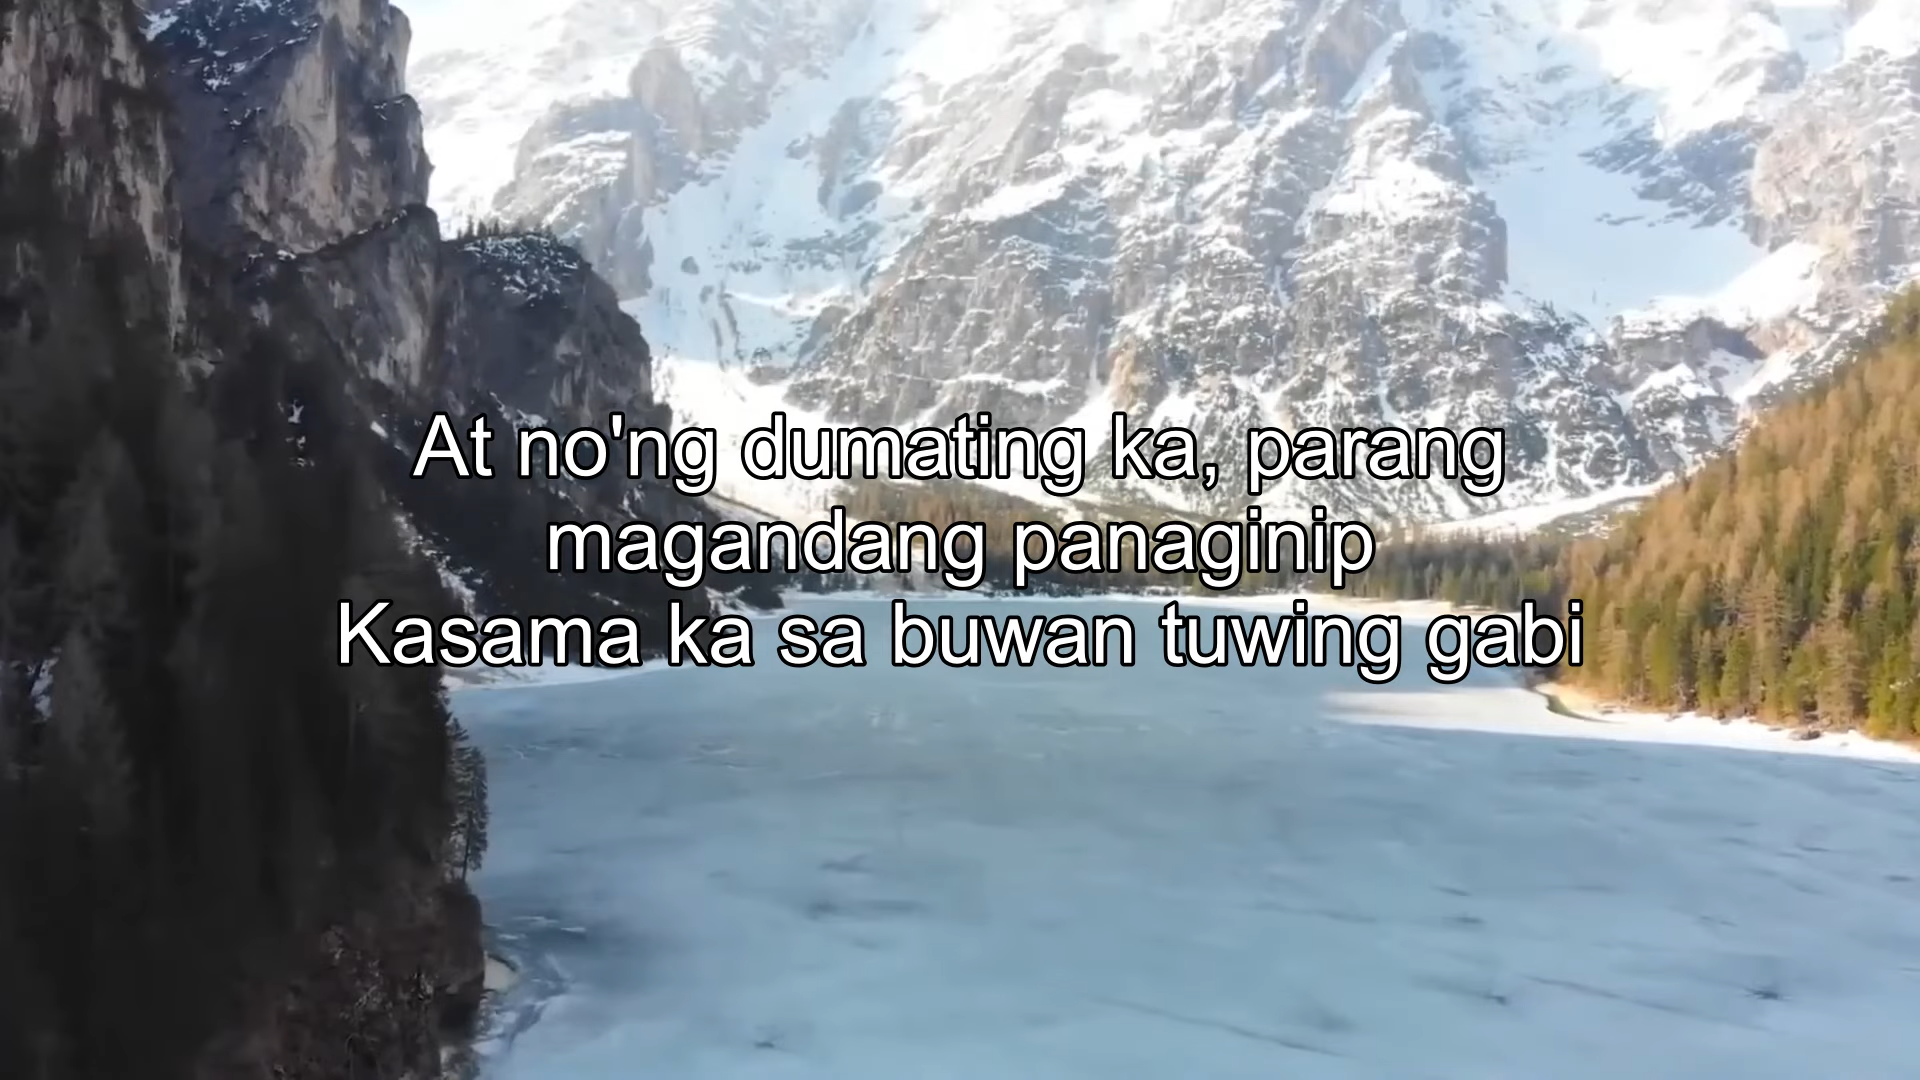 At no'ng dumating ka, parang
magandang panaginip
Kasama ka sa buwan tuwing gabi